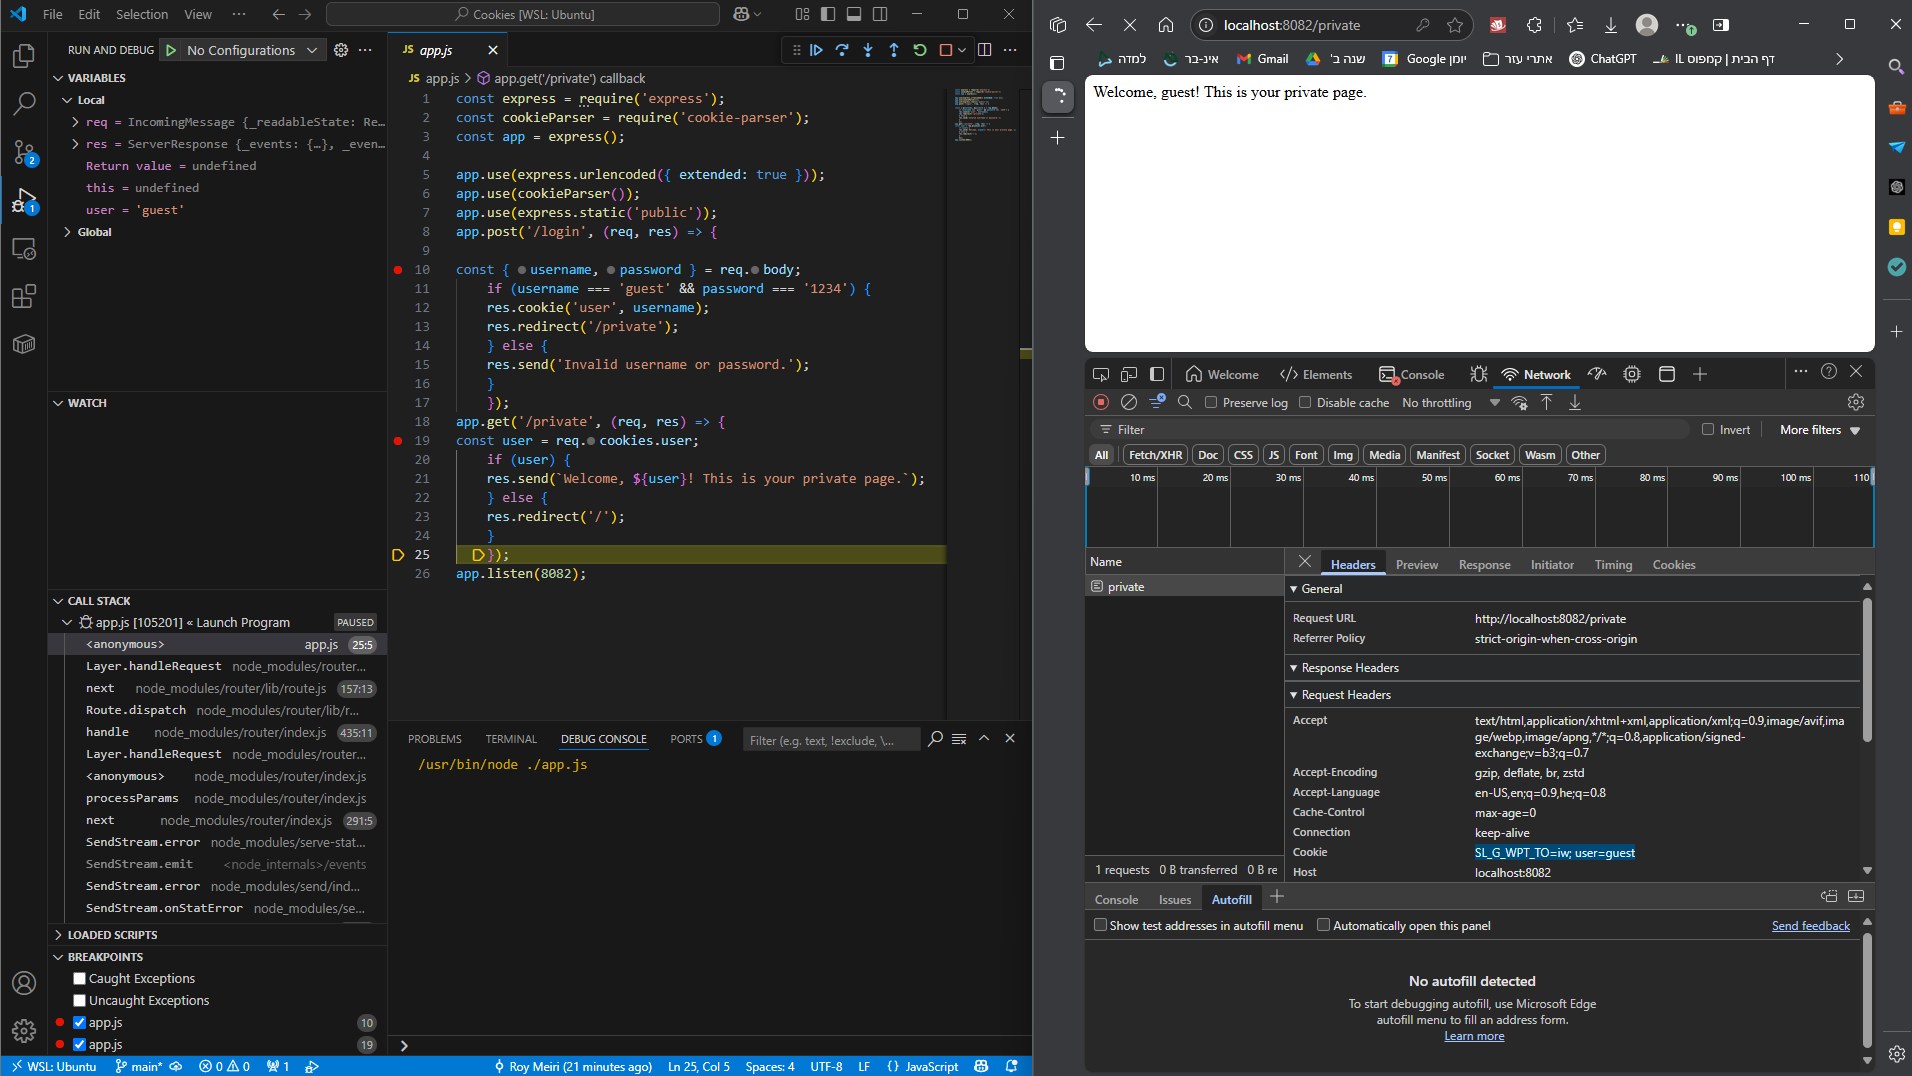 File Edit Selection View ··· Cookies [WSL: Ubuntu]
RUN AND DEBUG No Configurations
VARIABLES
Local
req = IncomingMessage {_readableState: Re...
res = ServerResponse {_events: {…}, _even...
Return value = undefined
this = undefined
user = 'guest'
Global
WATCH
CALL STACK
app.js [105201] « Launch Program PAUSED
<anonymous> app.js 25:5
Layer.handleRequest node_modules/router...
next node_modules/router/lib/route.js 157:13
Route.dispatch node_modules/router/lib/r...
handle node_modules/router/index.js 435:11
Layer.handleRequest node_modules/router...
<anonymous> node_modules/router/index.js
processParams node_modules/router/index.js
next node_modules/router/index.js 291:5
SendStream.error node_modules/serve-stat...
SendStream.emit <node_internals>/events
SendStream.error node_modules/send/ind...
SendStream.onStatError node_modules/se...
LOADED SCRIPTS
BREAKPOINTS
Caught Exceptions
Uncaught Exceptions
app.js 10
app.js 19
2
1
JS app.js
JS app.js > app.get('/private') callback
1 const express = require('express');
2 const cookieParser = require('cookie-parser');
3 const app = express();
4
5 app.use(express.urlencoded({ extended: true }));
6 app.use(cookieParser());
7 app.use(express.static('public'));
8 app.post('/login', (req, res) => {
9
10 const { username, password } = req.body;
11 if (username === 'guest' && password === '1234') {
12 res.cookie('user', username);
13 res.redirect('/private');
14 } else {
15 res.send('Invalid username or password.');
16 }
17 });
18 app.get('/private', (req, res) => {
19 const user = req.cookies.user;
20 if (user) {
21 res.send(`Welcome, ${user}! This is your private page.`);
22 } else {
23 res.redirect('/');
24 }
25 });
26 app.listen(8082);
PROBLEMS TERMINAL DEBUG CONSOLE PORTS 1 Filter (e.g. text, !exclude, \...
/usr/bin/node ./app.js
WSL: Ubuntu main* 0 0 1 Roy Meiri (21 minutes ago) Ln 25, Col 5 Spaces: 4 UTF-8 LF {} JavaScript
localhost:8082/private
למדה אינ-בר Gmail שנה ב' יומן Google אתרי עזר ChatGPT דף הבית | קמפוס IL
Welcome, guest! This is your private page.
Welcome Elements Console Network
Preserve log Disable cache No throttling
Filter Invert More filters
All Fetch/XHR Doc CSS JS Font Img Media Manifest Socket Wasm Other
10 ms 20 ms 30 ms 40 ms 50 ms 60 ms 70 ms 80 ms 90 ms 100 ms 110
Name Headers Preview Response Initiator Timing Cookies
private
General
Request URL http://localhost:8082/private
Referrer Policy strict-origin-when-cross-origin
Response Headers
Request Headers
Accept text/html,application/xhtml+xml,application/xml;q=0.9,image/avif,ima
ge/webp,image/apng,*/*;q=0.8,application/signed-
exchange;v=b3;q=0.7
Accept-Encoding gzip, deflate, br, zstd
Accept-Language en-US,en;q=0.9,he;q=0.8
Cache-Control max-age=0
Connection keep-alive
Cookie SL_G_WPT_TO=iw; user=guest
Host localhost:8082
1 requests 0 B transferred 0 B re
Console Issues Autofill
Show test addresses in autofill menu Automatically open this panel Send feedback
No autofill detected
To start debugging autofill, use Microsoft Edge
autofill menu to fill an address form.
Learn more